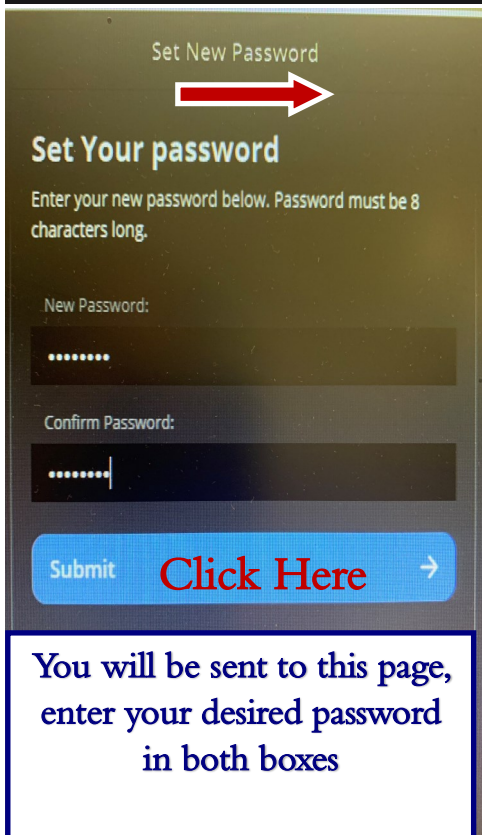 Set New Password
Set Your password
Enter your new password below. Password must be 8
characters long.
New Password:
••••••••
Confirm Password:
••••••••
Submit Click Here →
You will be sent to this page,
enter your desired password
in both boxes